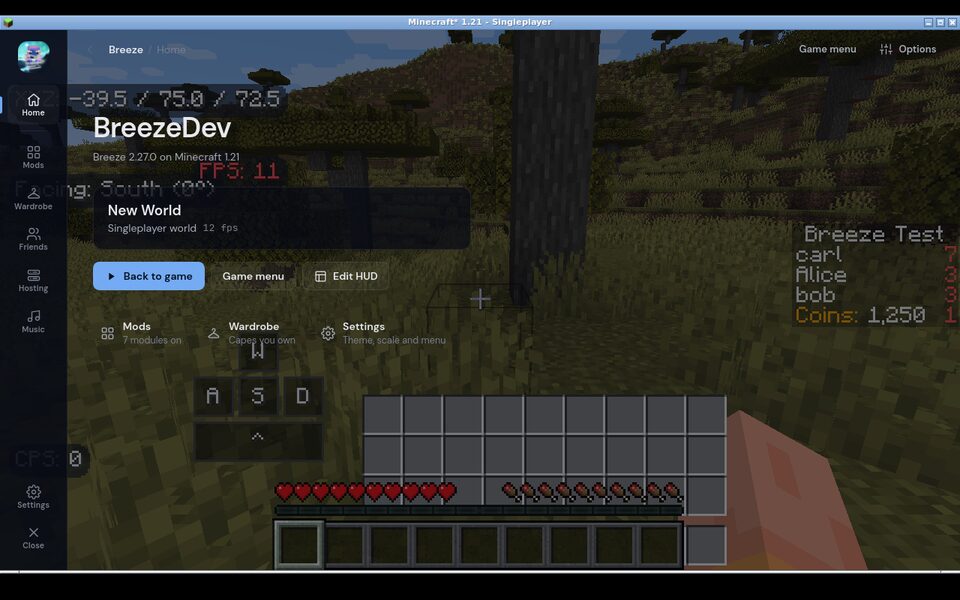 Minecraft* 1.21 - Singleplayer
Breeze / Home
Game menu
Options
-39.5 / 75.0 / 72.5
Home
BreezeDev
Breeze 2.27.0 on Minecraft 1.21
Mods
FPS: 11
Facing: South (0°)
Wardrobe
New World
Singleplayer world 12 fps
Friends
Breeze Test
carl 7
Alice 3
bob 3
Coins: 1,250 1
Hosting
Back to game
Game menu
Edit HUD
Music
Mods
7 modules on
Wardrobe
Capes you own
Settings
Theme, scale and menu
W
A S D
^
CPS: 0
Settings
Close